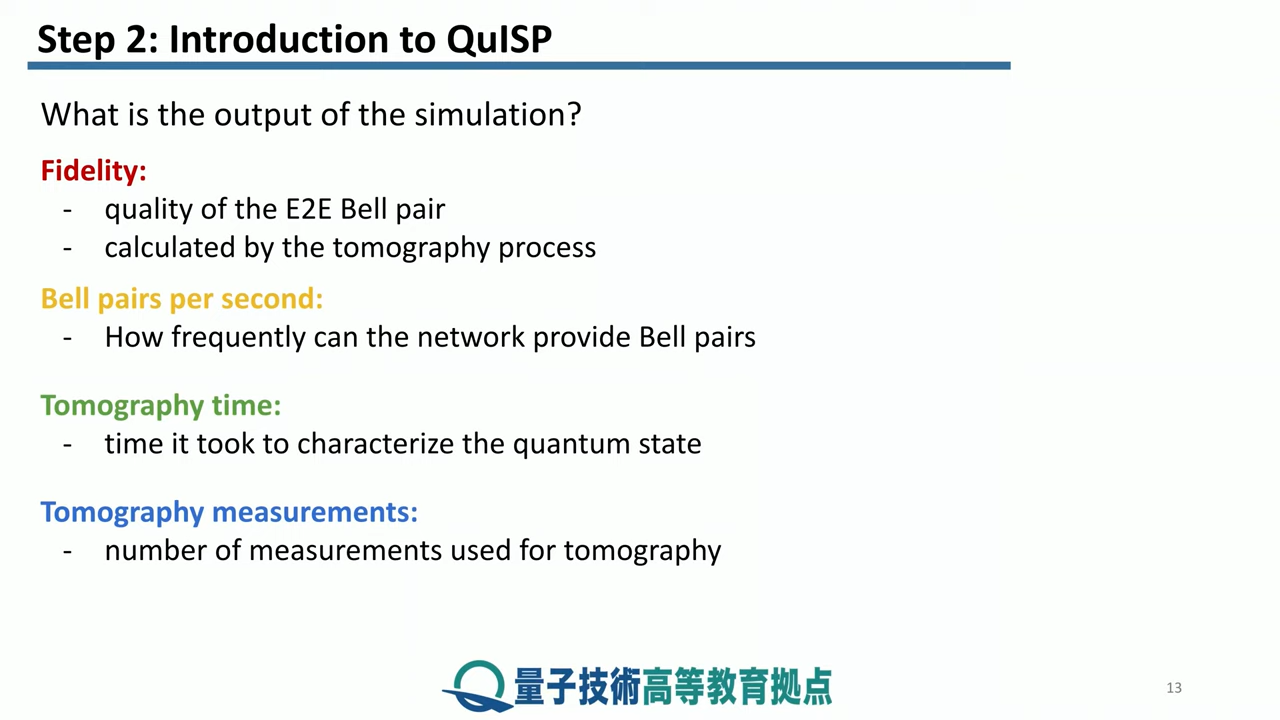 Step 2: Introduction to QuISP
What is the output of the simulation?
Fidelity:
- quality of the E2E Bell pair
- calculated by the tomography process
Bell pairs per second:
- How frequently can the network provide Bell pairs
Tomography time:
- time it took to characterize the quantum state
Tomography measurements:
- number of measurements used for tomography
量子技術高等教育拠点
13